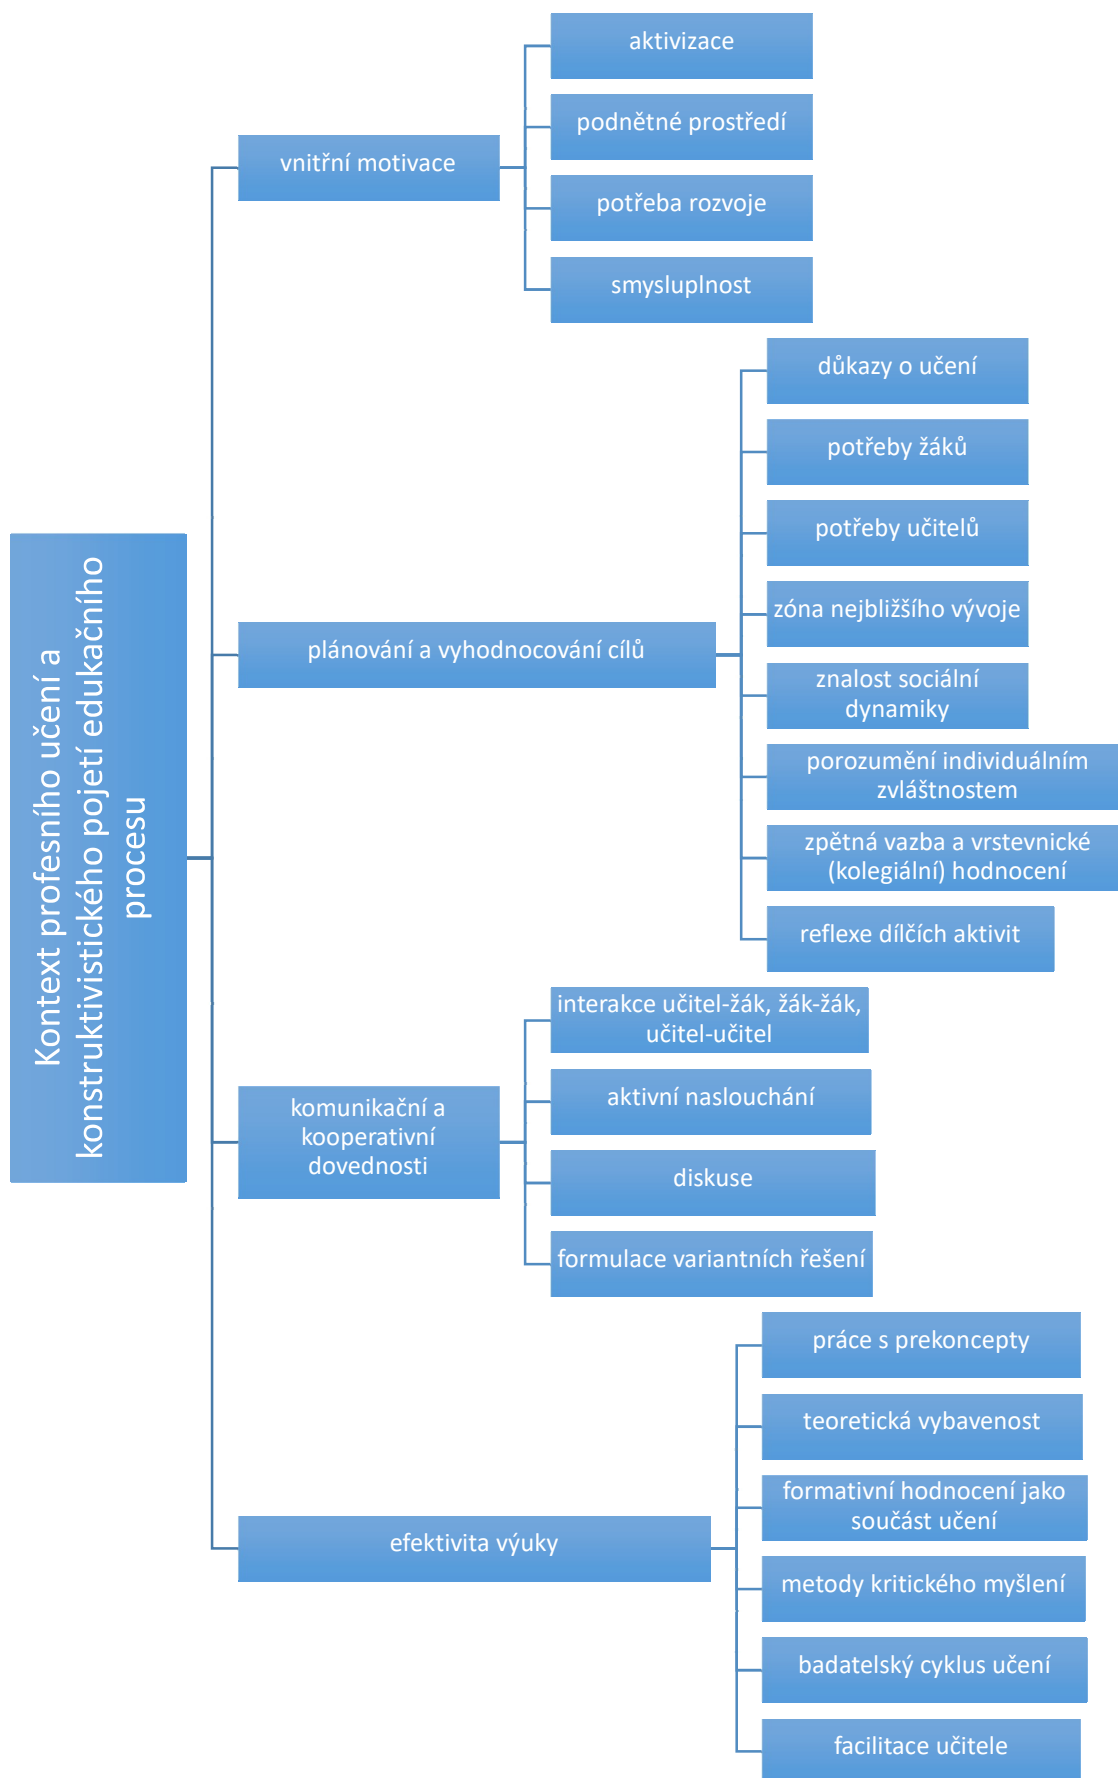 Kontext profesního učení a
konstruktivistického pojetí edukačního
procesu
vnitřní motivace
aktivizace
podnětné prostředí
potřeba rozvoje
smysluplnost
plánování a vyhodnocování cílů
důkazy o učení
potřeby žáků
potřeby učitelů
zóna nejbližšího vývoje
znalost sociální
dynamiky
porozumění individuálním
zvláštnostem
zpětná vazba a vrstevnické
(kolegiální) hodnocení
reflexe dílčích aktivit
komunikační a
kooperativní
dovednosti
interakce učitel-žák, žák-žák,
učitel-učitel
aktivní naslouchání
diskuse
formulace variantních řešení
efektivita výuky
práce s prekoncepty
teoretická vybavenost
formativní hodnocení jako
součást učení
metody kritického myšlení
badatelský cyklus učení
facilitace učitele